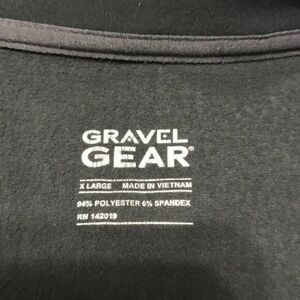 GRAVEL
GEAR®
X LARGE MADE IN VIETNAM
94% POLYESTER 6% SPANDEX
RN 142019